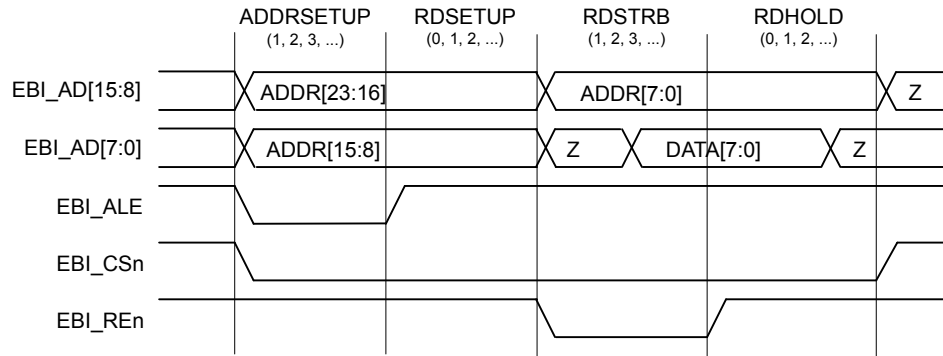 ADDRSETUP RDSETUP RDSTRB RDHOLD
(1, 2, 3, ...) (0, 1, 2, ...) (1, 2, 3, ...) (0, 1, 2, ...)
EBI_AD[15:8] ADDR[23:16] ADDR[7:0] Z
EBI_AD[7:0] ADDR[15:8] Z DATA[7:0] Z
EBI_ALE
EBI_CSn
EBI_REn